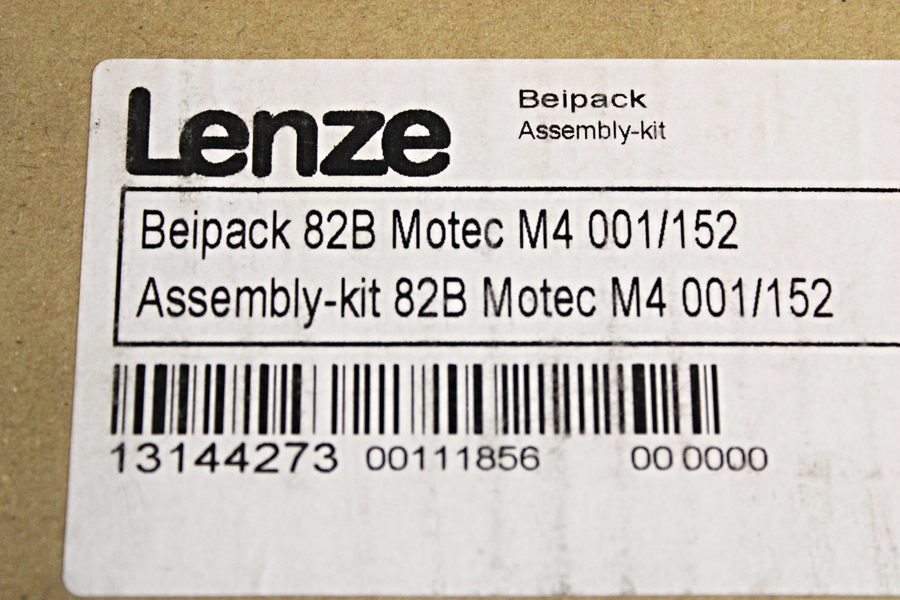 Lenze
Beipack
Assembly-kit
Beipack 82B Motec M4 001/152
Assembly-kit 82B Motec M4 001/152
13144273 00111856 00 0000